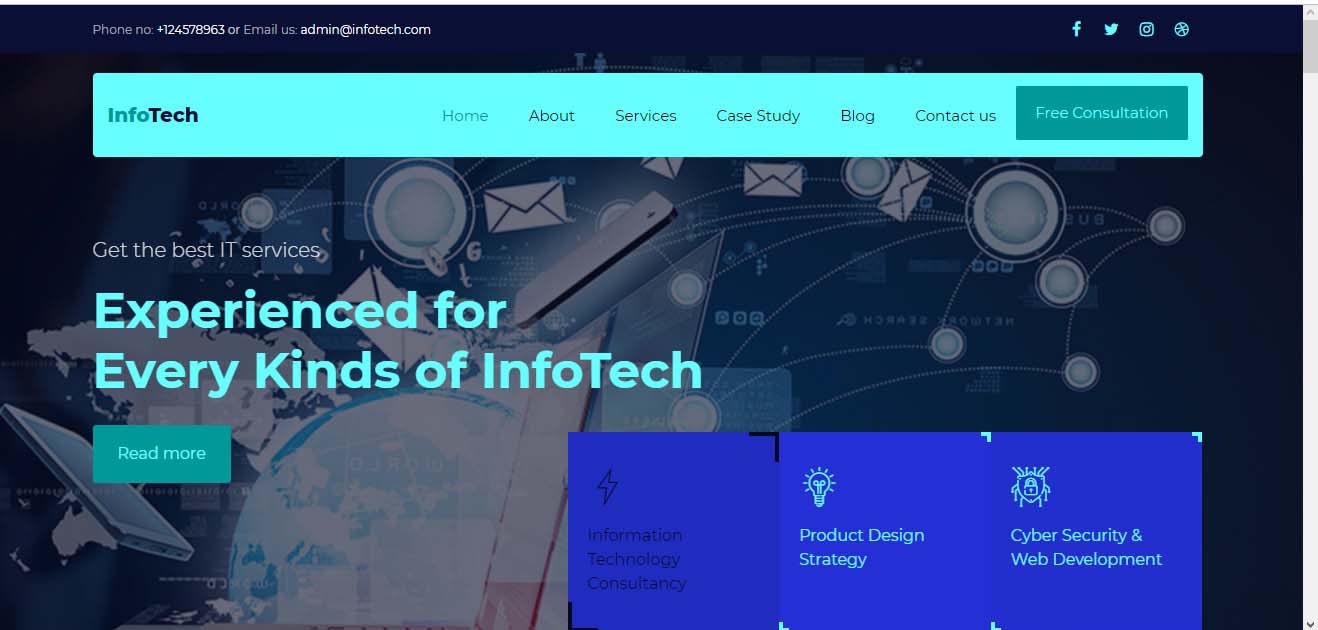 Phone no: +124578963 or Email us: admin@infotech.com
InfoTech
Home
About
Services
Case Study
Blog
Contact us
Free Consultation
Get the best IT services
Experienced for
Every Kinds of InfoTech
Read more
Information
Technology
Consultancy
Product Design
Strategy
Cyber Security &
Web Development